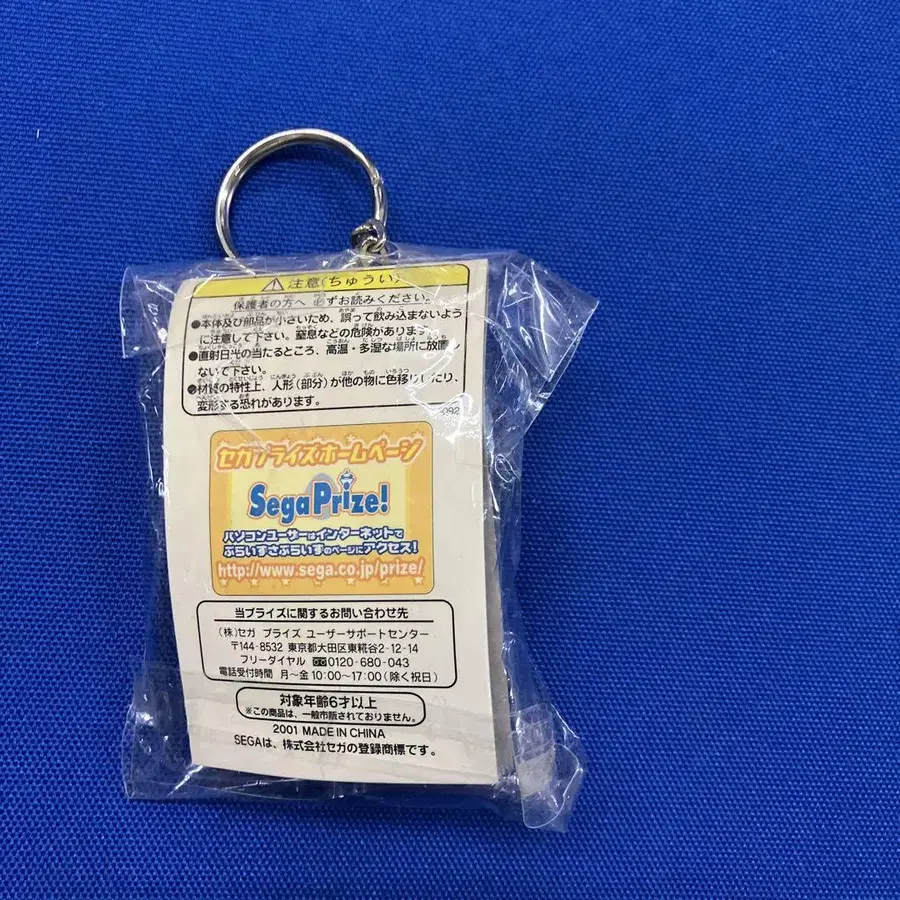 ⚠注意(ちゅうい)
保護者の方へ 必ずお読みください。
●本体及び部品が小さいため、誤って飲み込まないよう
に注意して下さい。窒息などの危険があります。
●直射日光の当たるところ、高温・多湿な場所に放置し
ないで下さい。
●材質の特性上、人形(部分)が他の物に色移りしたり、
変形する恐れがあります。
092
セガプライズホームページ
SegaPrize!
パソコンユーザーはインターネットで
ぷらいずさぷらいずのページにアクセス!
http://www.sega.co.jp/prize/
当プライズに関するお問い合わせ先
(株)セガ プライズ ユーザーサポートセンター
〒144-8532 東京都大田区東糀谷2-12-14
フリーダイヤル 0120-680-043
電話受付時間 月~金 10:00~17:00(除く祝日)
対象年齢6才以上
※この商品は、一般市販されておりません。
2001 MADE IN CHINA
SEGAは、株式会社セガの登録商標です。